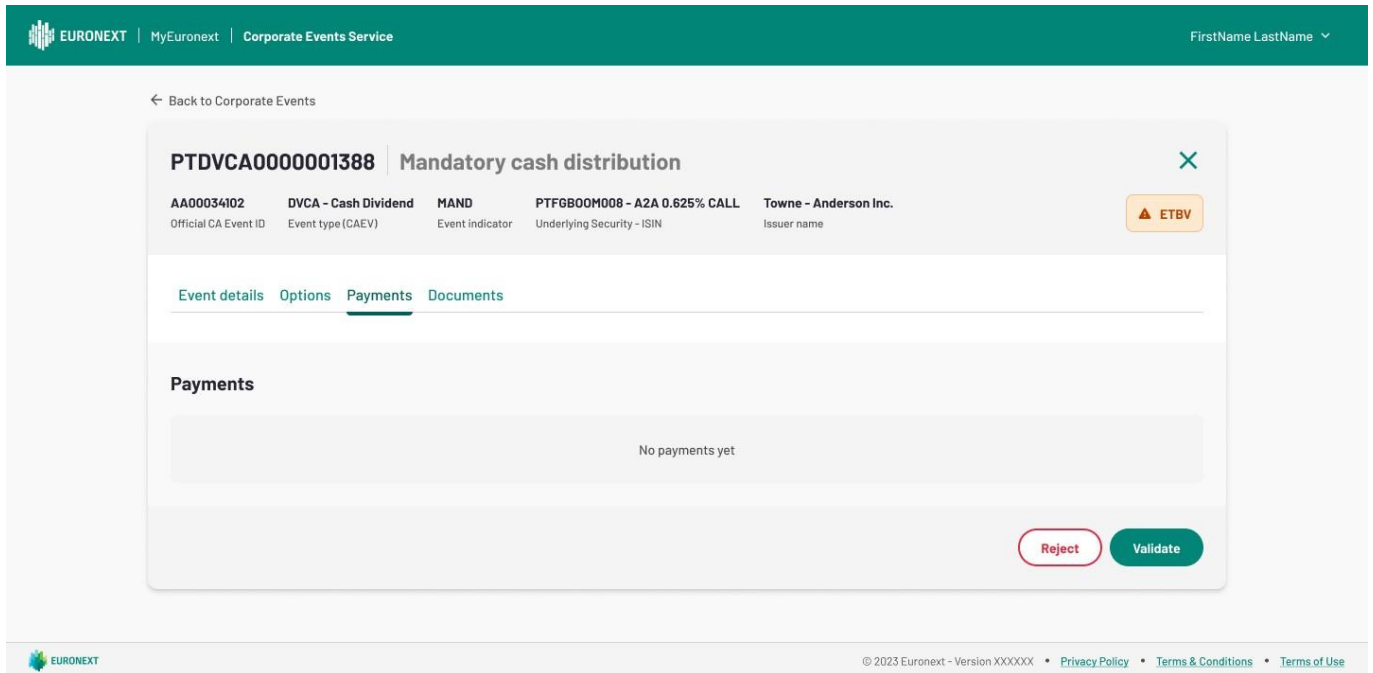 EURONEXT | MyEuronext | Corporate Events Service FirstName LastName
← Back to Corporate Events
PTDVCA0000001388 | Mandatory cash distribution
AA00034102 DVCA - Cash Dividend MAND PTFGBOOM008 - A2A 0.625% CALL Towne - Anderson Inc.
Official CA Event ID Event type (CAEV) Event indicator Underlying Security - ISIN Issuer name
ETBV
Event details Options Payments Documents
Payments
No payments yet
Reject Validate
EURONEXT © 2023 Euronext - Version XXXXXX • Privacy Policy • Terms & Conditions • Terms of Use